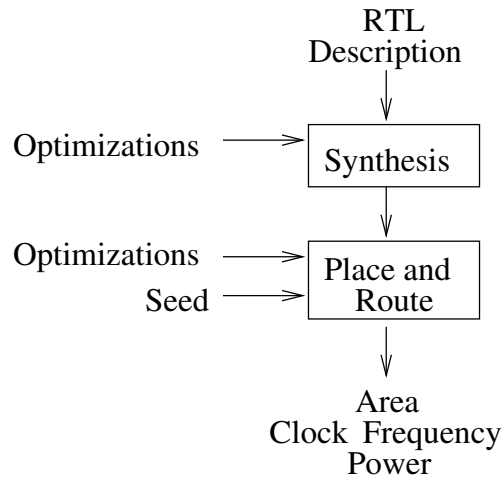 RTL
Description
Optimizations
Synthesis
Optimizations
Seed
Place and
Route
Area
Clock Frequency
Power